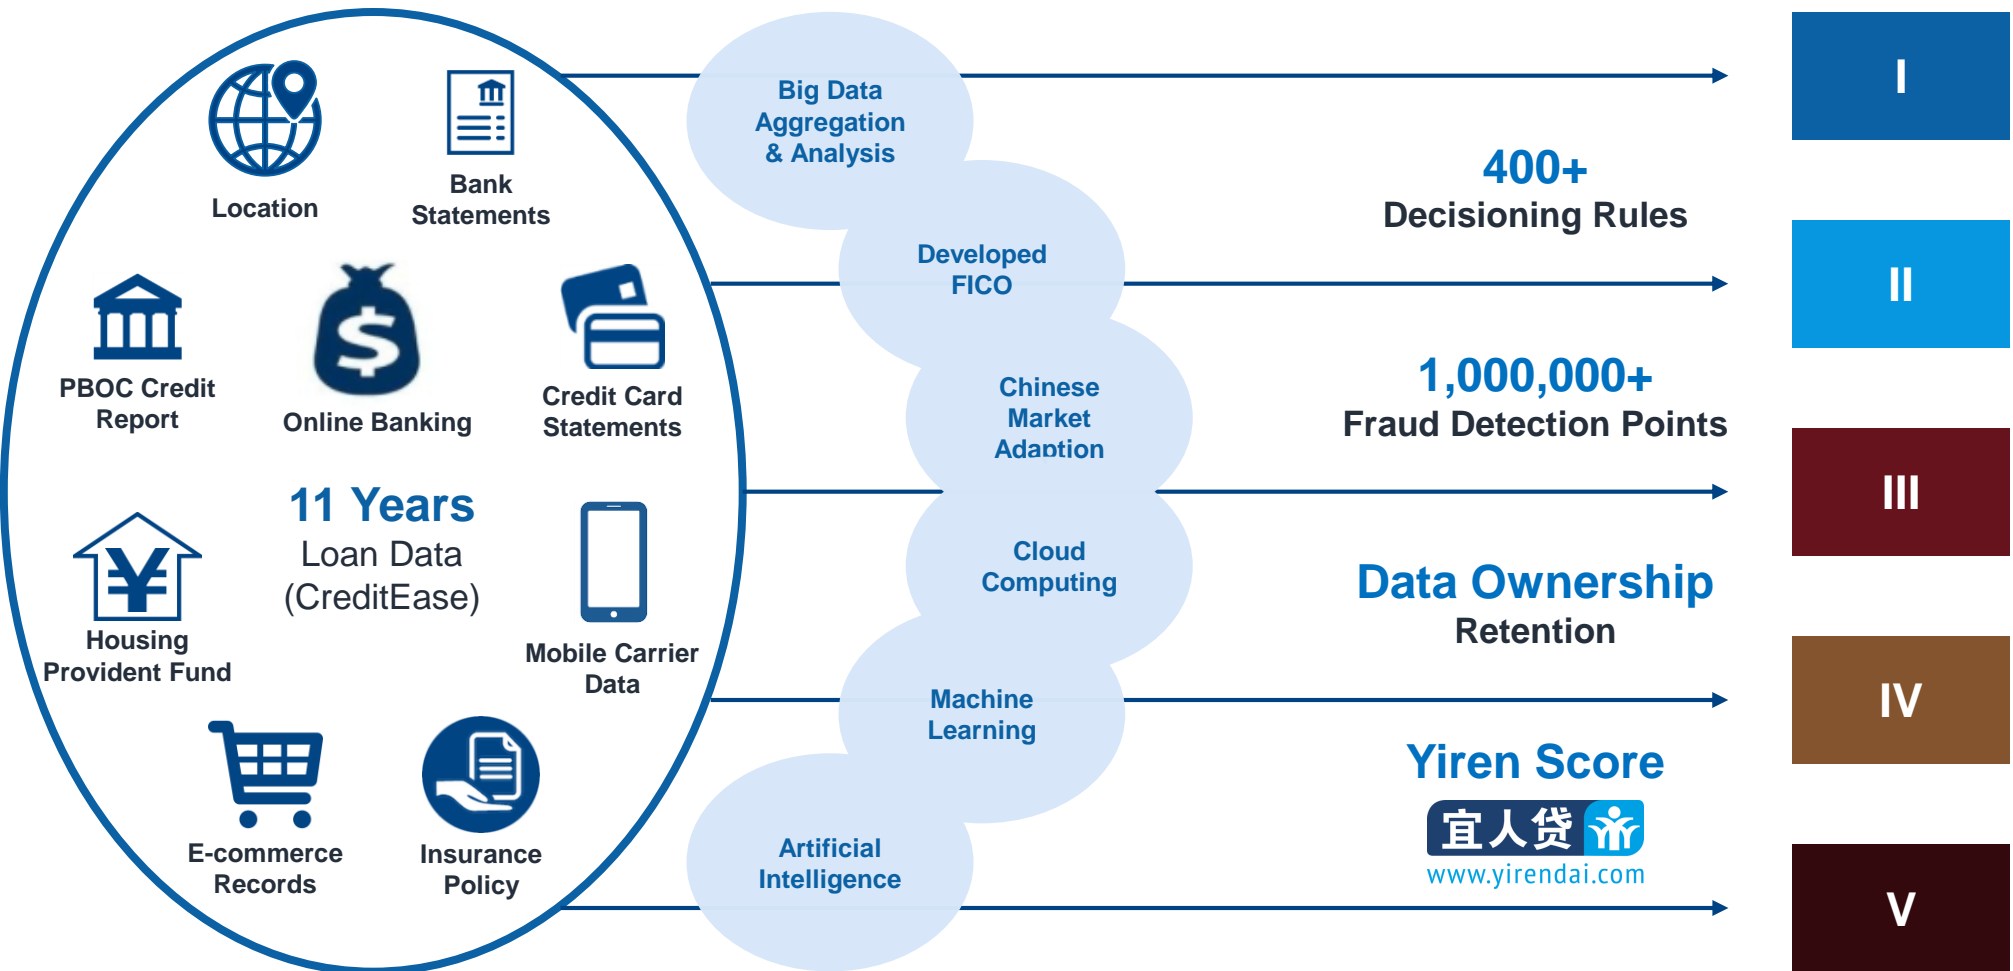 Location
Bank
Statements
PBOC Credit
Report
Online Banking
$
Credit Card
Statements
11 Years
Loan Data
(CreditEase)
¥
Housing
Provident Fund
Mobile Carrier
Data
E-commerce
Records
Insurance
Policy
Big Data
Aggregation
& Analysis
Developed
FICO
Chinese
Market
Adaption
Cloud
Computing
Machine
Learning
Artificial
Intelligence
400+
Decisioning Rules
1,000,000+
Fraud Detection Points
Data Ownership
Retention
Yiren Score
宜人贷
www.yirendai.com
I
II
III
IV
V